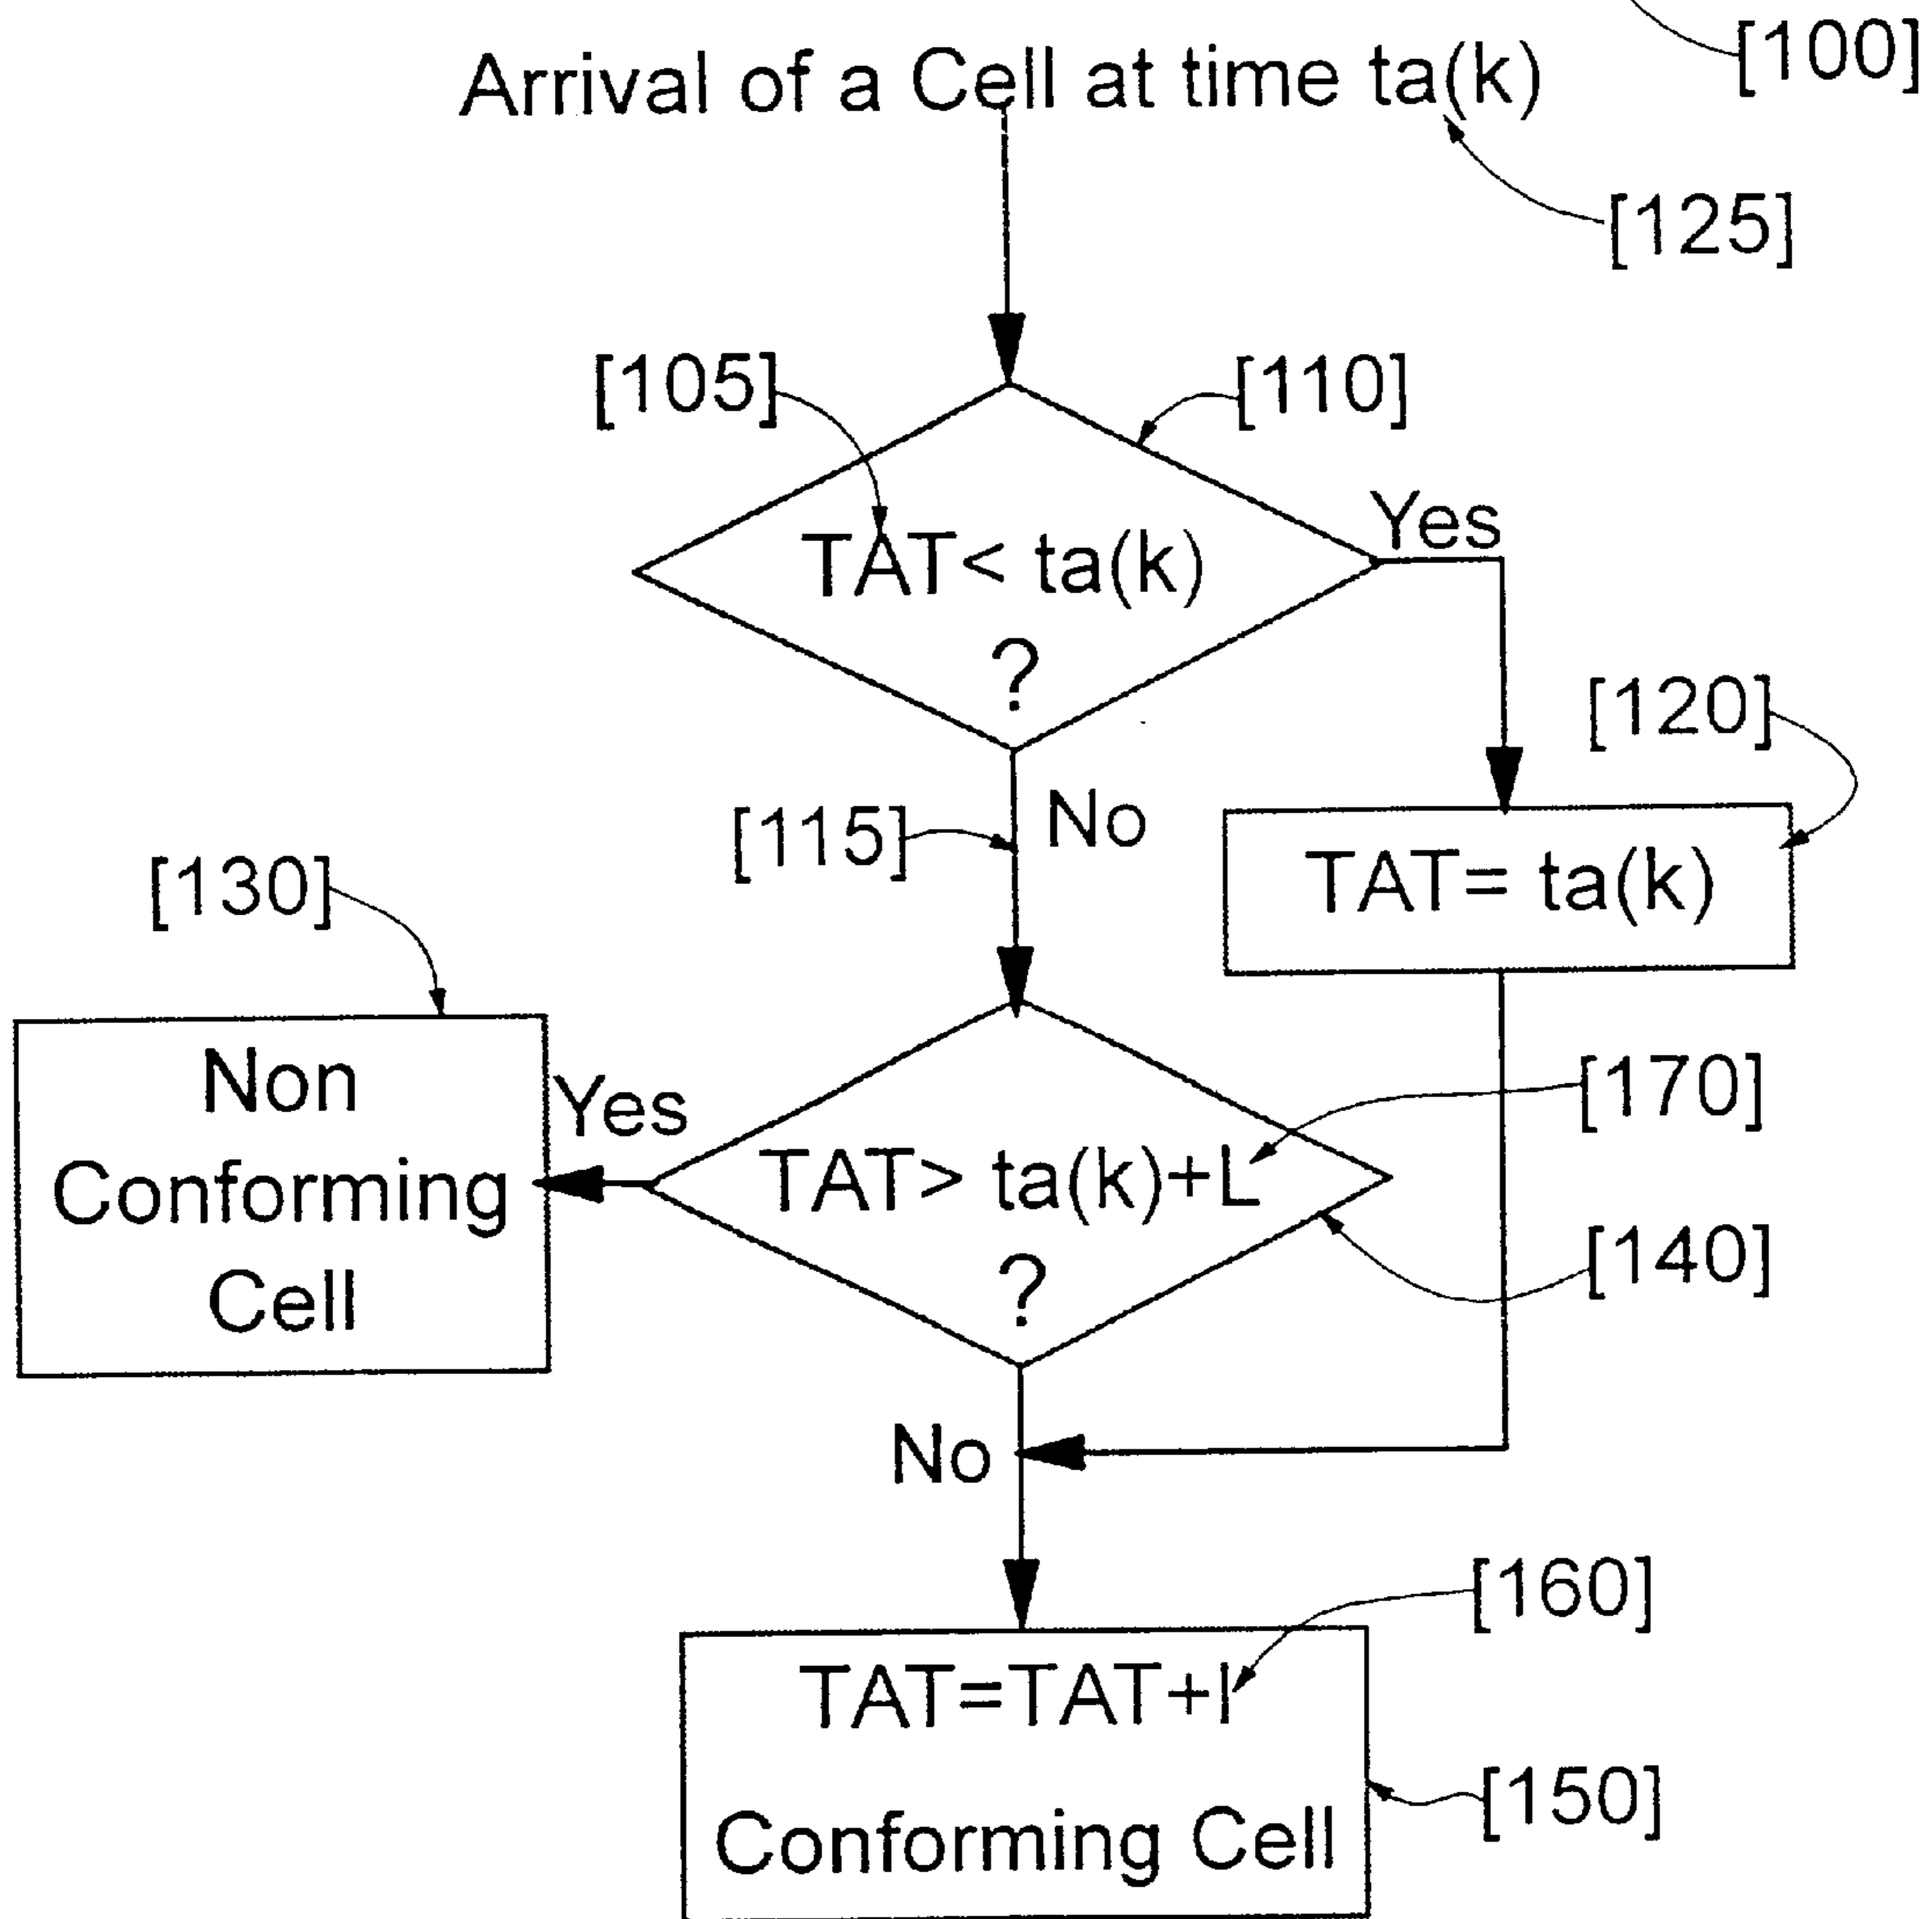 [100]
Arrival of a Cell at time ta(k)
[125]
[105]
[110]
TAT< ta(k)
?
Yes
[120]
TAT= ta(k)
[115]
No
[130]
Non
Conforming
Cell
Yes
TAT> ta(k)+L
?
[170]
[140]
No
[160]
TAT=TAT+I
Conforming Cell
[150]